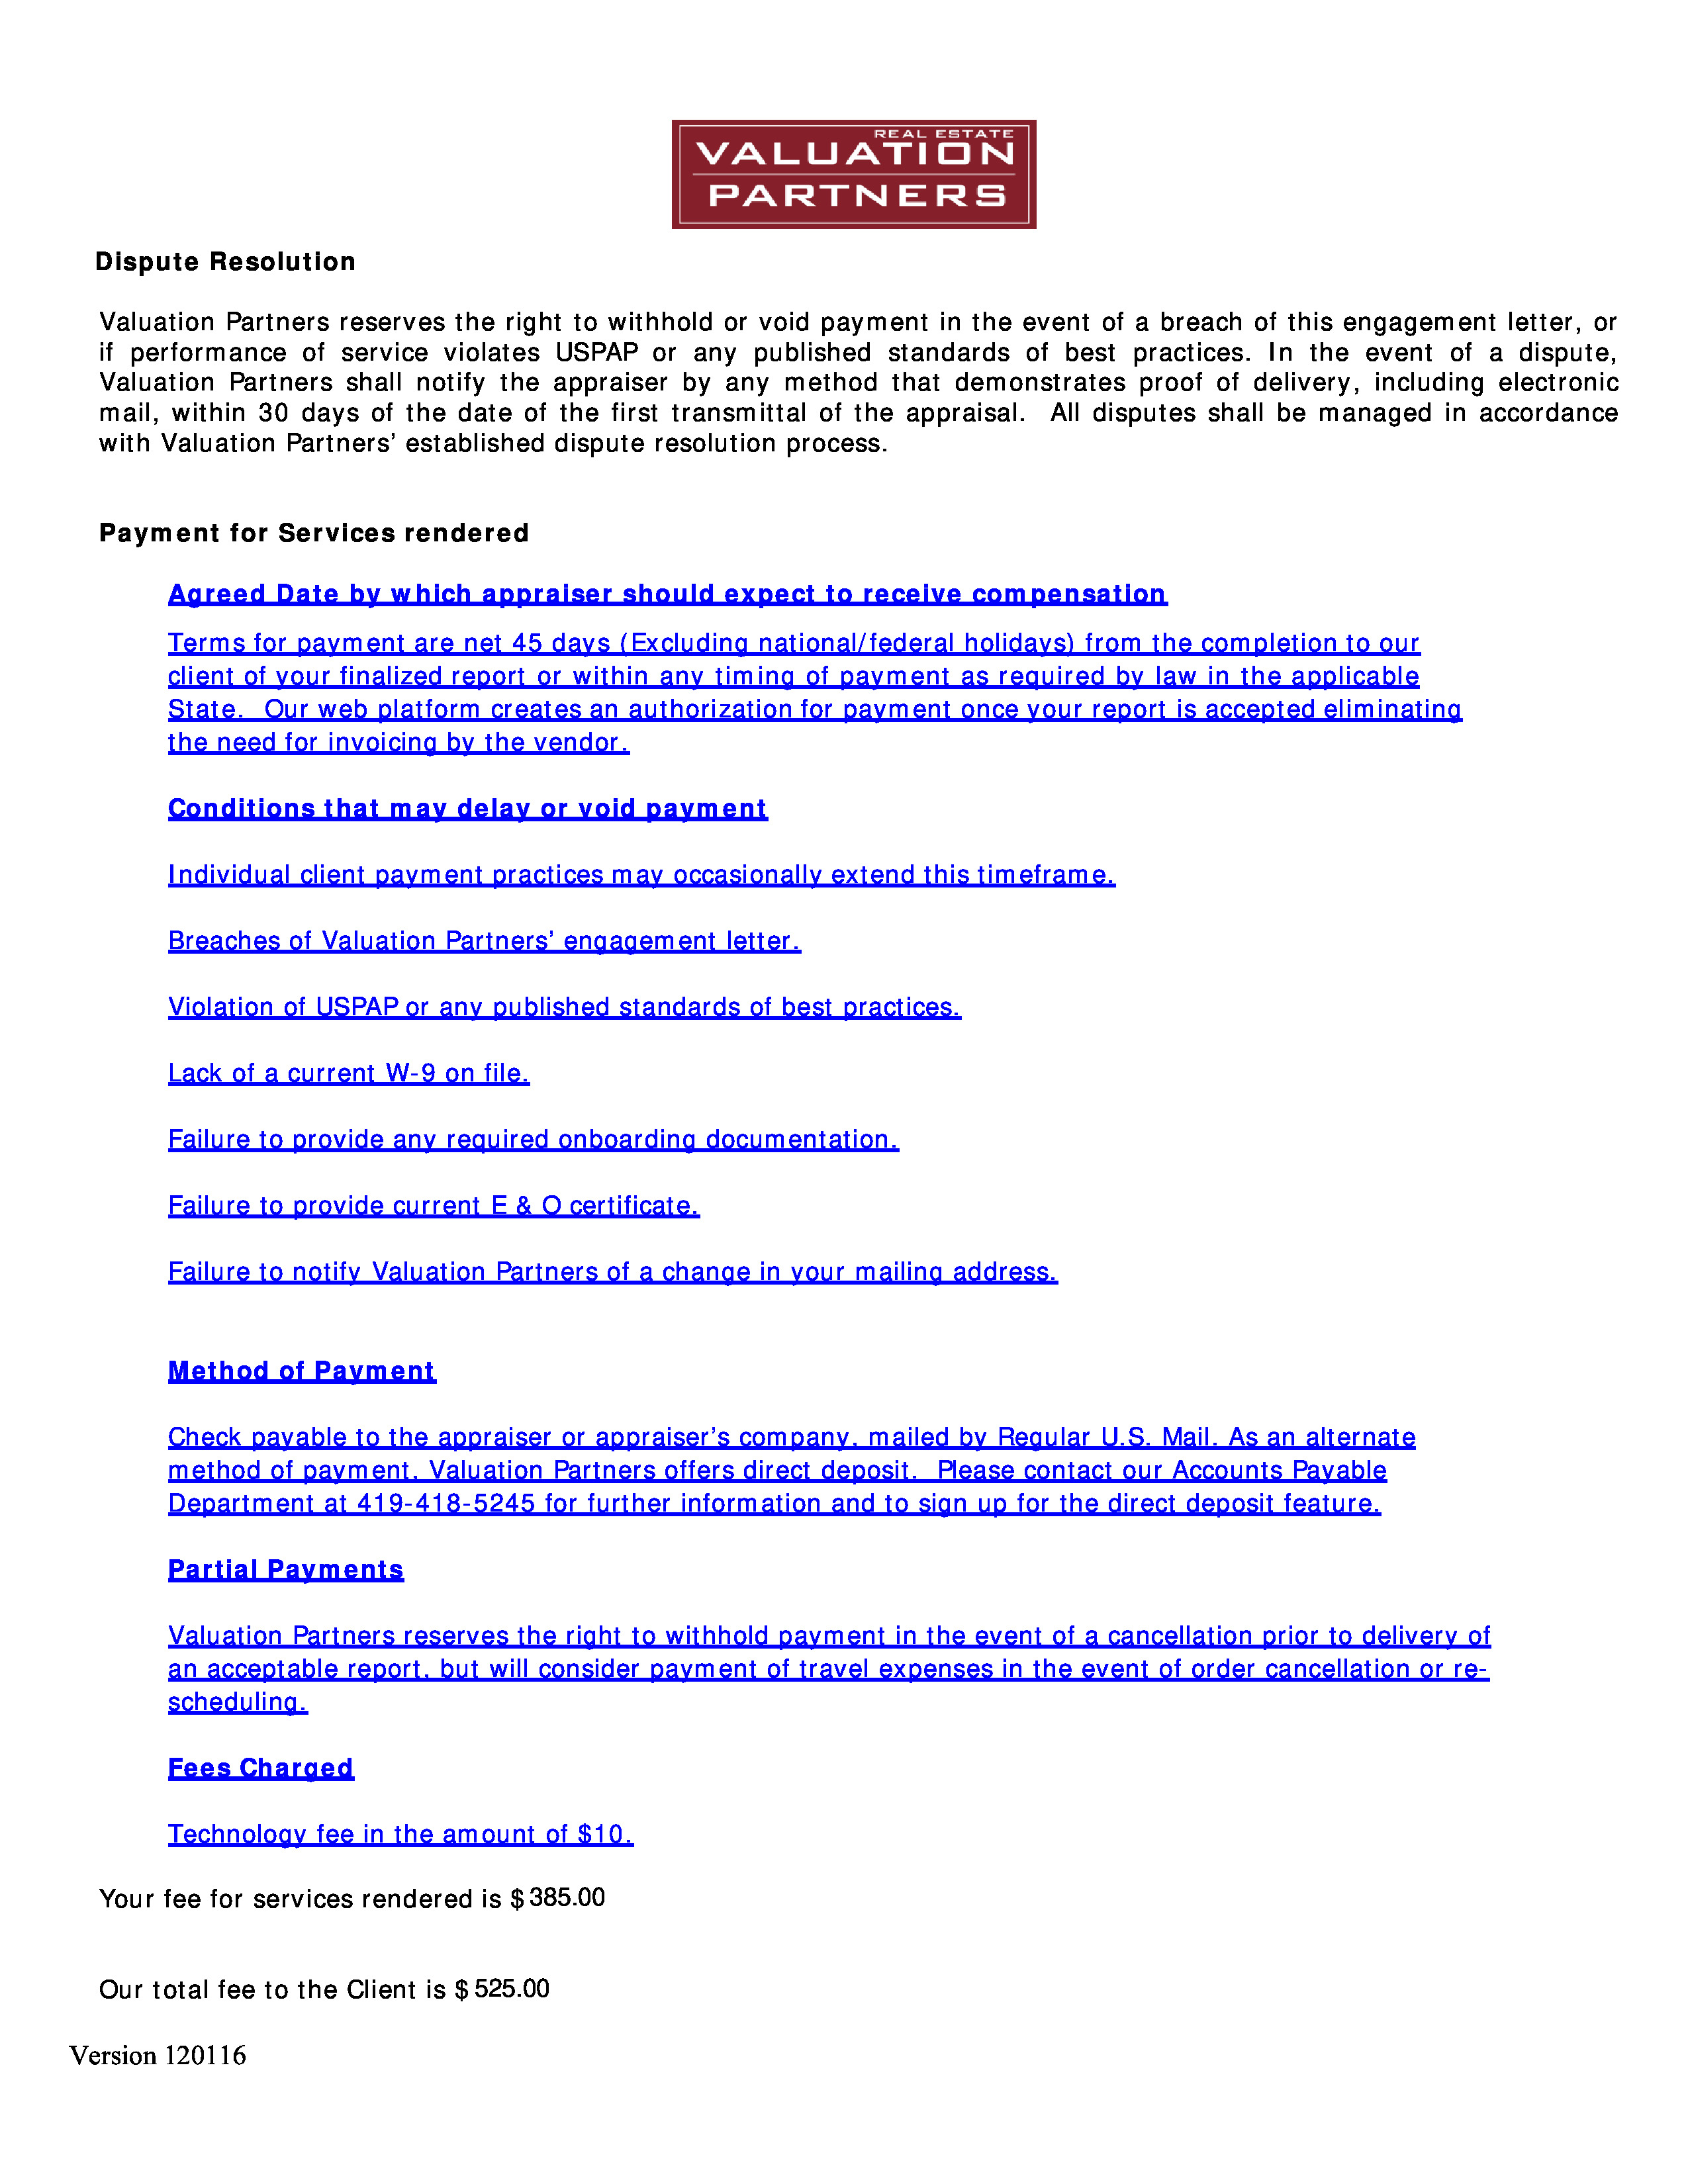 REAL ESTATE
VALUATION
PARTNERS
Dispute Resolution
Valuation Partners reserves the right to withhold or void payment in the event of a breach of this engagement letter, or
if performance of service violates USPAP or any published standards of best practices. In the event of a dispute,
Valuation Partners shall notify the appraiser by any method that demonstrates proof of delivery, including electronic
mail, within 30 days of the date of the first transmittal of the appraisal. All disputes shall be managed in accordance
with Valuation Partners’ established dispute resolution process.
Payment for Services rendered
Agreed Date by which appraiser should expect to receive compensation
Terms for payment are net 45 days (Excluding national/federal holidays) from the completion to our
client of your finalized report or within any timing of payment as required by law in the applicable
State. Our web platform creates an authorization for payment once your report is accepted eliminating
the need for invoicing by the vendor.
Conditions that may delay or void payment
Individual client payment practices may occasionally extend this timeframe.
Breaches of Valuation Partners’ engagement letter.
Violation of USPAP or any published standards of best practices.
Lack of a current W-9 on file.
Failure to provide any required onboarding documentation.
Failure to provide current E & O certificate.
Failure to notify Valuation Partners of a change in your mailing address.
Method of Payment
Check payable to the appraiser or appraiser’s company, mailed by Regular U.S. Mail. As an alternate
method of payment, Valuation Partners offers direct deposit. Please contact our Accounts Payable
Department at 419-418-5245 for further information and to sign up for the direct deposit feature.
Partial Payments
Valuation Partners reserves the right to withhold payment in the event of a cancellation prior to delivery of
an acceptable report, but will consider payment of travel expenses in the event of order cancellation or re-
scheduling.
Fees Charged
Technology fee in the amount of $10.
Your fee for services rendered is $ 385.00
Our total fee to the Client is $ 525.00
Version 120116